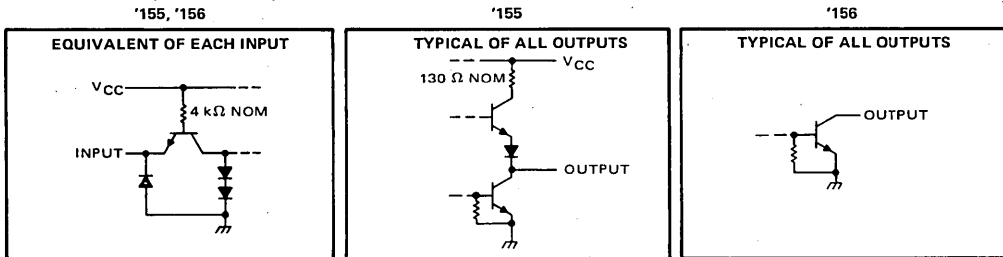 '155, '156
EQUIVALENT OF EACH INPUT
VCC
4 kΩ NOM
INPUT
'155
TYPICAL OF ALL OUTPUTS
VCC
130 Ω NOM
OUTPUT
'156
TYPICAL OF ALL OUTPUTS
OUTPUT